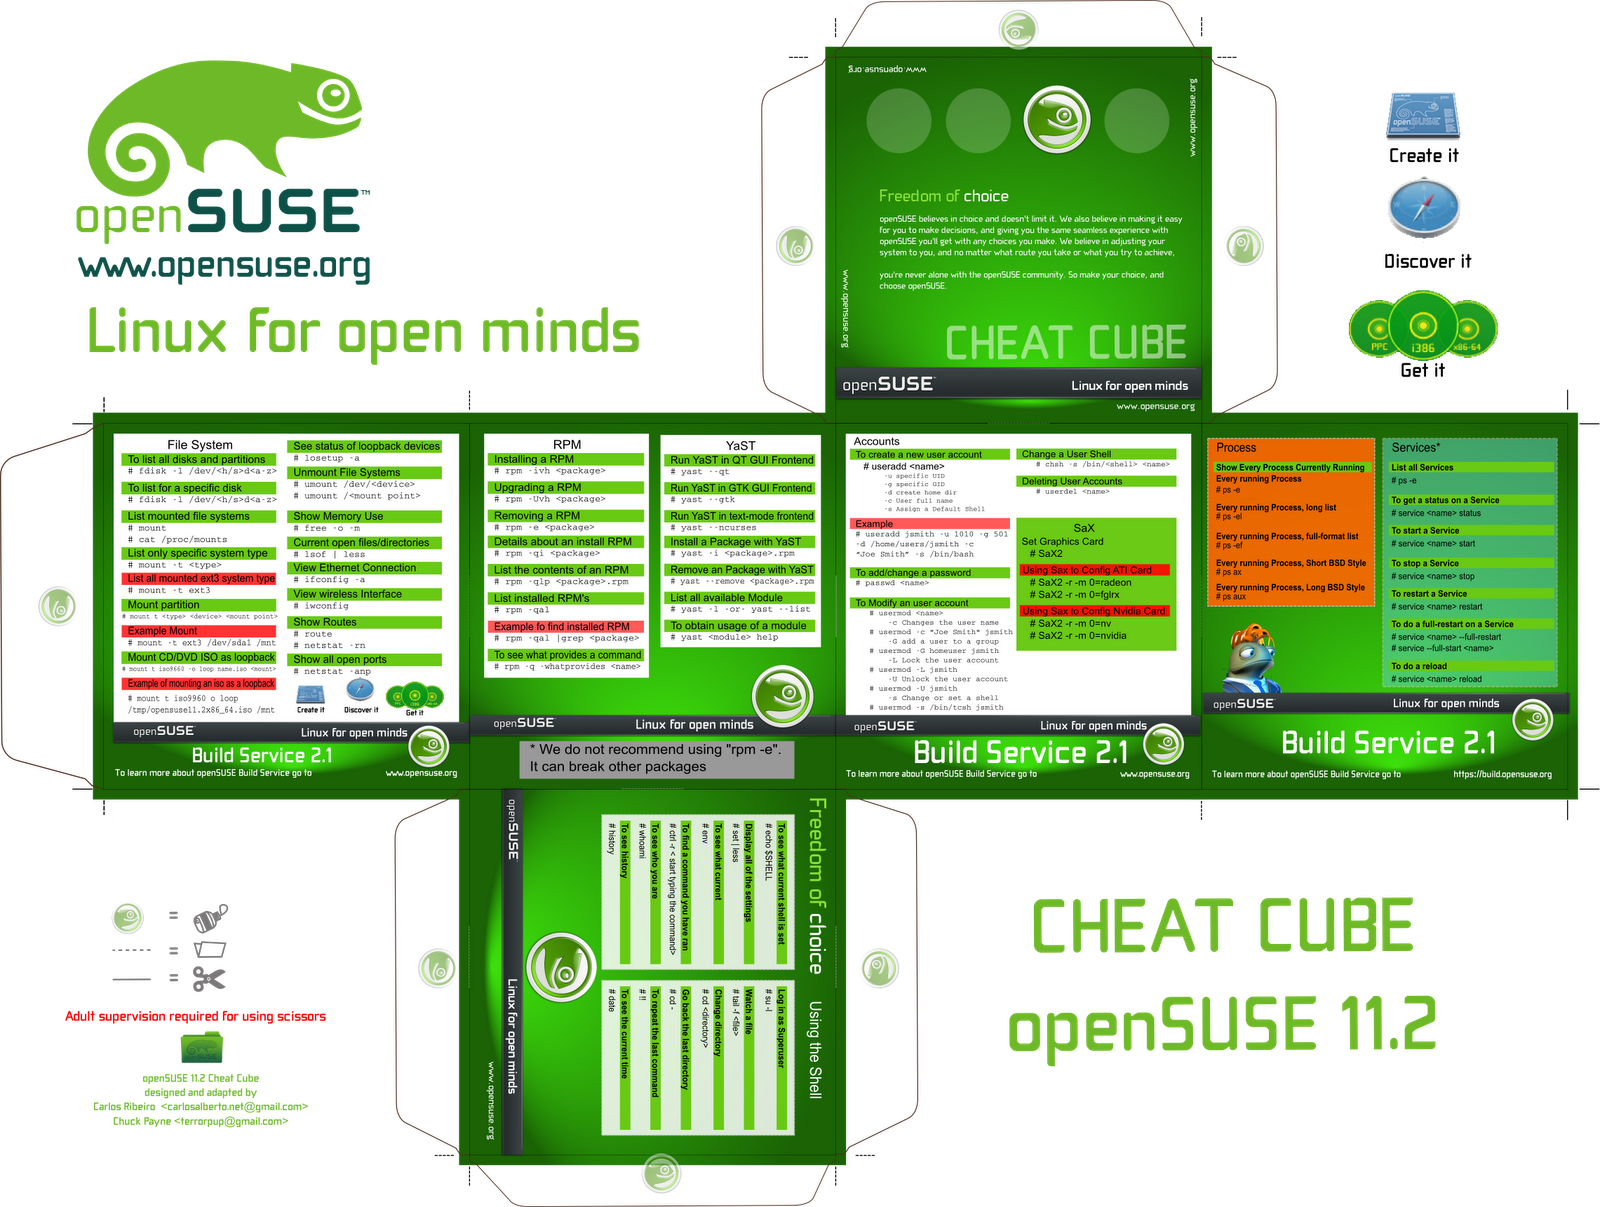 openSUSE™
www.opensuse.org
Linux for open minds
www.opensuse.org
www.opensuse.org
Freedom of choice
openSUSE believes in choice and doesn't limit it. We also believe in making it easy
for you to make decisions, and giving you the same seamless experience with
openSUSE you'll get with any choices you make. We believe in adjusting your
system to you, and no matter what route you take or what you try to achieve,
you're never alone with the openSUSE community. So make your choice, and
choose openSUSE.
www.opensuse.org
CHEAT CUBE
openSUSE
Linux for open minds
www.opensuse.org
Create it
Discover it
PPC
i386
x86-64
Get it
File System
To list all disks and partitions
# fdisk -l /dev/<h/s>d<a-z>
To list for a specific disk
# fdisk -l /dev/<h/s>d<a-z>
List mounted file systems
# mount
# cat /proc/mounts
List only specific system type
# mount -t <type>
List all mounted ext3 system type
# mount -t ext3
Mount partition
# mount t <type> <device> <mount point>
Example Mount
# mount -t ext3 /dev/sda1 /mnt
Mount CD/DVD ISO as loopback
# mount t iso9660 -o loop name.iso <mount>
Example of mounting an iso as a loopback
# mount t iso9960 o loop
/tmp/opensuse11.2x86_64.iso /mnt
See status of loopback devices
# losetup -a
Unmount File Systems
# umount /dev/<device>
# umount /<mount point>
Show Memory Use
# free -o -m
Current open files/directories
# lsof | less
View Ethernet Connection
# ifconfig -a
View wireless Interface
# iwconfig
Show Routes
# route
# netstat -rn
Show all open ports
# netstat -anp
Create it
Discover it
Get it
openSUSE
Linux for open minds
Build Service 2.1
To learn more about openSUSE Build Service go to
www.opensuse.org
RPM
Installing a RPM
# rpm -ivh <package>
Upgrading a RPM
# rpm -Uvh <package>
Removing a RPM
# rpm -e <package>
Details about an install RPM
# rpm -qi <package>
List the contents of an RPM
# rpm -qlp <package>.rpm
List installed RPM's
# rpm -qal
Example fo find installed RPM
# rpm -qal |grep <package>
To see what provides a command
# rpm -q -whatprovides <name>
YaST
Run YaST in QT GUI Frontend
# yast --qt
Run YaST in GTK GUI Frontend
# yast --gtk
Run YaST in text-mode frontend
# yast --ncurses
Install a Package with YaST
# yast -i <package>.rpm
Remove an Package with YaST
# yast --remove <package>.rpm
List all available Module
# yast -l -or- yast --list
To obtain usage of a module
# yast <module> help
openSUSE
Linux for open minds
* We do not recommend using "rpm -e".
It can break other packages
Accounts
To create a new user account
# useradd <name>
-u specific UID
-g specific GID
-d create home dir
-c User full name
-s Assign a Default Shell
Example
# useradd jsmith -u 1010 -g 501
-d /home/users/jsmith -c
"Joe Smith" -s /bin/bash
To add/change a password
# passwd <name>
To Modify an user account
# usermod <name>
-c Changes the user name
# usermod -c "Joe Smith" jsmith
-G add a user to a group
# usermod -G homeuser jsmith
-L Lock the user account
# usermod -L jsmith
-U Unlock the user account
# usermod -U jsmith
-s Change or set a shell
# usermod -s /bin/tcsh jsmith
Change a User Shell
# chsh -s /bin/<shell> <name>
Deleting User Accounts
# userdel <name>
SaX
Set Graphics Card
# SaX2
Using Sax to Config ATI Card
# SaX2 -r -m 0=radeon
# SaX2 -r -m 0=fglrx
Using Sax to Config Nvidia Card
# SaX2 -r -m 0=nv
# SaX2 -r -m 0=nvidia
openSUSE
Linux for open minds
Build Service 2.1
To learn more about openSUSE Build Service go to
www.opensuse.org
Process
Show Every Process Currently Running
Every running Process
# ps -e
Every running Process, long list
# ps -el
Every running Process, full-format list
# ps -ef
Every running Process, Short BSD Style
# ps ax
Every running Process, Long BSD Style
# ps aux
Services*
List all Services
# ps -e
To get a status on a Service
# service <name> status
To start a Service
# service <name> start
To stop a Service
# service <name> stop
To restart a Service
# service <name> restart
To do a full-restart on a Service
# service <name> --full-restart
# service --full-start <name>
To do a reload
# service <name> reload
openSUSE
Linux for open minds
Build Service 2.1
To learn more about openSUSE Build Service go to
https://build.opensuse.org
Freedom of choice
Using the Shell
To see what current shell is set
# echo $SHELL
Display all of the settings
# set | less
To see what current
# env
To find a command you have ran
# ctrl -r < start typing the command>
To see who you are
# whoami
To see history
# history
Log in as Superuser
# su -l
Watch a file
# tail -f <file>
Change directory
# cd <directory>
Go back the last directory
# cd -
To repeat the last command
# !!
To see the current time
# date
openSUSE
Linux for open minds
www.opensuse.org
=
=
=
Adult supervision required for using scissors
openSUSE 11.2 Cheat Cube
designed and adapted by
Carlos Ribeiro <carlosalberto.net@gmail.com>
Chuck Payne <terrorpup@gmail.com>
CHEAT CUBE
openSUSE 11.2